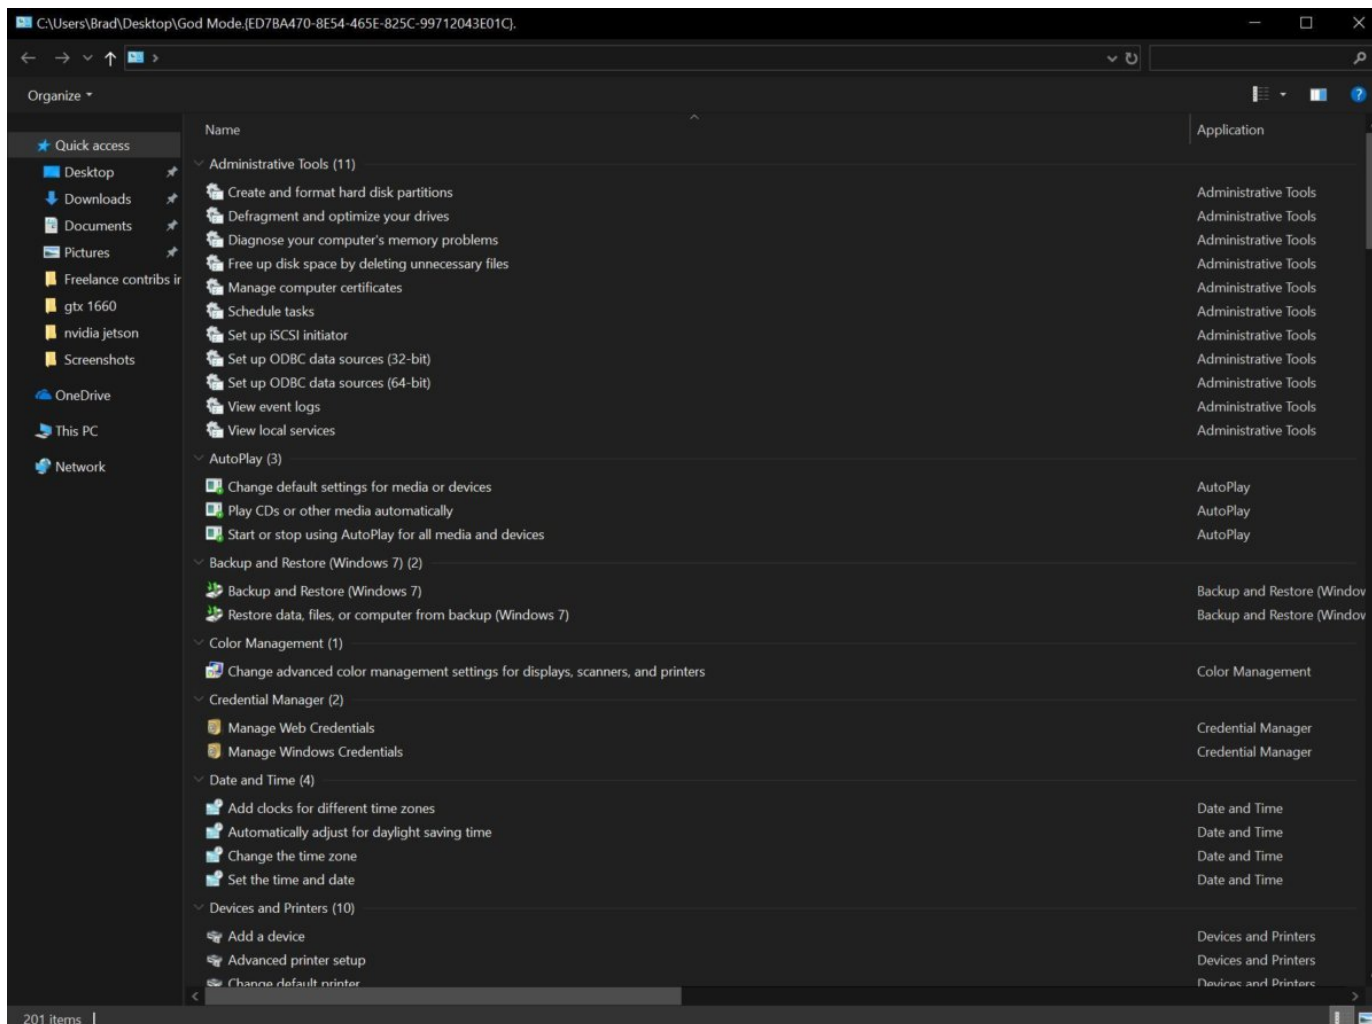 C:\Users\Brad\Desktop\God Mode.{ED7BA470-8E54-465E-825C-99712043E01C}.
Organize
Name Application
Quick access
Desktop
Downloads
Documents
Pictures
Freelance contribs ir
gtx 1660
nvidia jetson
Screenshots
OneDrive
This PC
Network
Administrative Tools (11)
Create and format hard disk partitions Administrative Tools
Defragment and optimize your drives Administrative Tools
Diagnose your computer's memory problems Administrative Tools
Free up disk space by deleting unnecessary files Administrative Tools
Manage computer certificates Administrative Tools
Schedule tasks Administrative Tools
Set up iSCSI initiator Administrative Tools
Set up ODBC data sources (32-bit) Administrative Tools
Set up ODBC data sources (64-bit) Administrative Tools
View event logs Administrative Tools
View local services Administrative Tools
AutoPlay (3)
Change default settings for media or devices AutoPlay
Play CDs or other media automatically AutoPlay
Start or stop using AutoPlay for all media and devices AutoPlay
Backup and Restore (Windows 7) (2)
Backup and Restore (Windows 7) Backup and Restore (Window
Restore data, files, or computer from backup (Windows 7) Backup and Restore (Window
Color Management (1)
Change advanced color management settings for displays, scanners, and printers Color Management
Credential Manager (2)
Manage Web Credentials Credential Manager
Manage Windows Credentials Credential Manager
Date and Time (4)
Add clocks for different time zones Date and Time
Automatically adjust for daylight saving time Date and Time
Change the time zone Date and Time
Set the time and date Date and Time
Devices and Printers (10)
Add a device Devices and Printers
Advanced printer setup Devices and Printers
Change default printer Devices and Printers
201 items